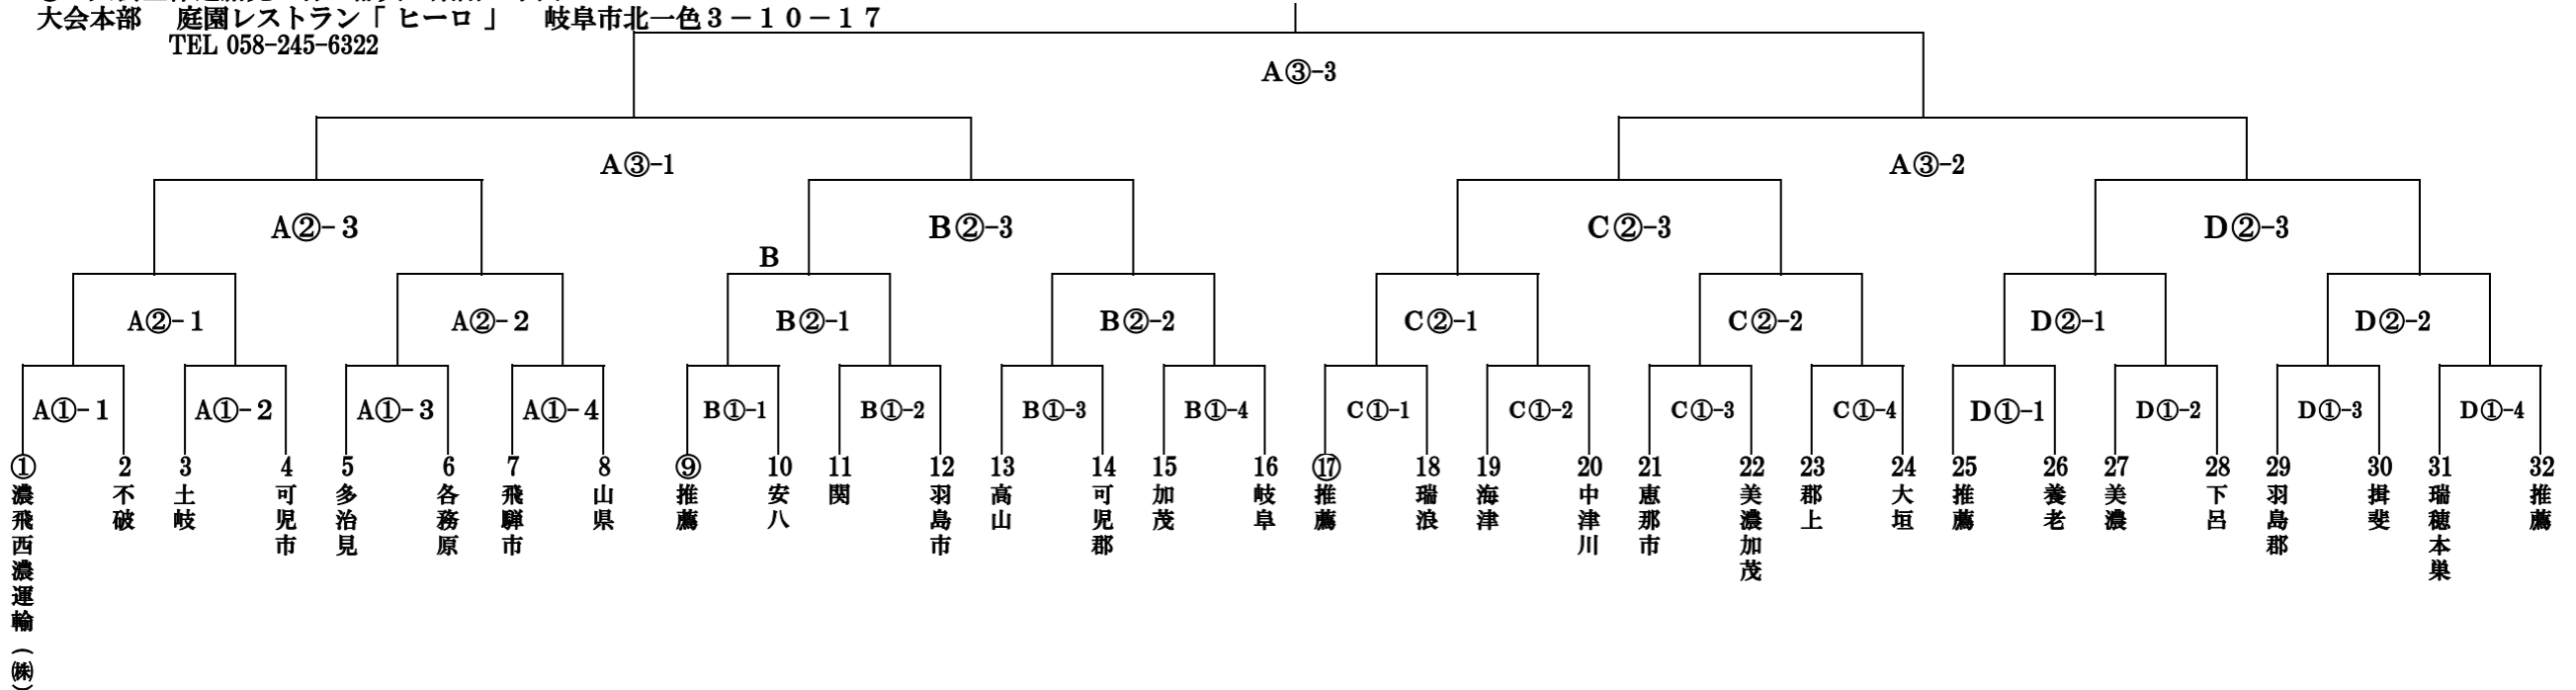 大会本部　庭園レストラン「 ヒーロ 」　岐阜市北一色３－１０－１７
TEL 058-245-6322
A③-3
A③-1
A③-2
A②-３
B②-3
C②-3
D②-3
B
A②-１
A②-２
B②-1
B②-2
C②-1
C②-2
D②-1
D②-2
A①-１
A①-２
A①-３
A①-４
B①-1
B①-2
B①-3
B①-4
C①-1
C①-2
C①-3
C①-4
D①-1
D①-2
D①-3
D①-4
①
濃飛西濃運輸（㈱）
2
不破
3
土岐
4
可児市
5
多治見
6
各務原
7
飛騨市
8
山県
⑨
推薦
10
安八
11
関
12
羽島市
13
高山
14
可児郡
15
加茂
16
岐阜
⑰
推薦
18
瑞浪
19
海津
20
中津川
21
恵那市
22
美濃加茂
23
郡上
24
大垣
25
推薦
26
養老
27
美濃
28
下呂
29
羽島郡
30
揖斐
31
瑞穂本巣
32
推薦